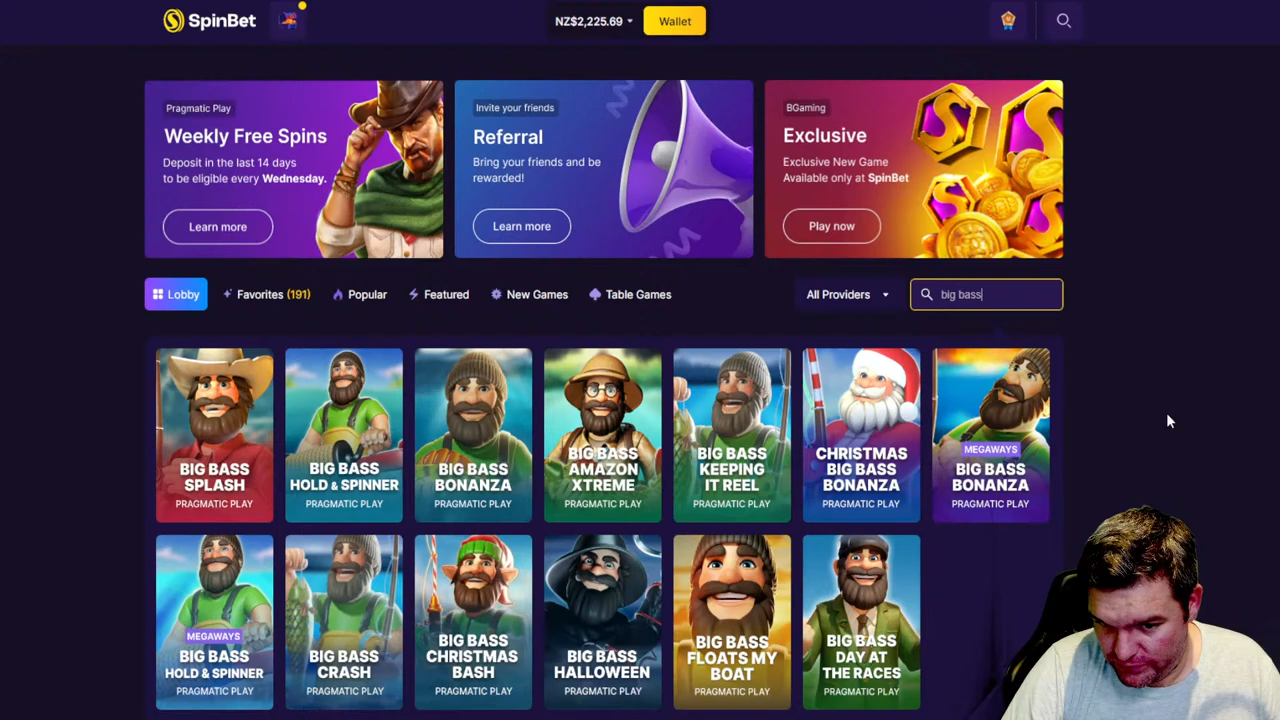 SpinBet
NZ$2,225.69
Wallet
Pragmatic Play
Weekly Free Spins
Deposit in the last 14 days
to be eligible every Wednesday.
Learn more
Invite your friends
Referral
Bring your friends and be
rewarded!
Learn more
BGaming
Exclusive
Exclusive New Game
Available only at SpinBet
Play now
Lobby
Favorites (191)
Popular
Featured
New Games
Table Games
All Providers
big bass
BIG BASS
SPLASH
PRAGMATIC PLAY
BIG BASS
HOLD & SPINNER
PRAGMATIC PLAY
BIG BASS
BONANZA
PRAGMATIC PLAY
BIG BASS
AMAZON
XTREME
PRAGMATIC PLAY
BIG BASS
KEEPING
IT REEL
PRAGMATIC PLAY
CHRISTMAS
BIG BASS
BONANZA
PRAGMATIC PLAY
MEGAWAYS
BIG BASS
BONANZA
PRAGMATIC PLAY
MEGAWAYS
BIG BASS
HOLD & SPINNER
PRAGMATIC PLAY
BIG BASS
CRASH
PRAGMATIC PLAY
BIG BASS
CHRISTMAS
BASH
PRAGMATIC PLAY
BIG BASS
HALLOWEEN
PRAGMATIC PLAY
BIG BASS
FLOATS MY
BOAT
PRAGMATIC PLAY
BIG BASS
DAY AT
THE RACES
PRAGMATIC PLAY